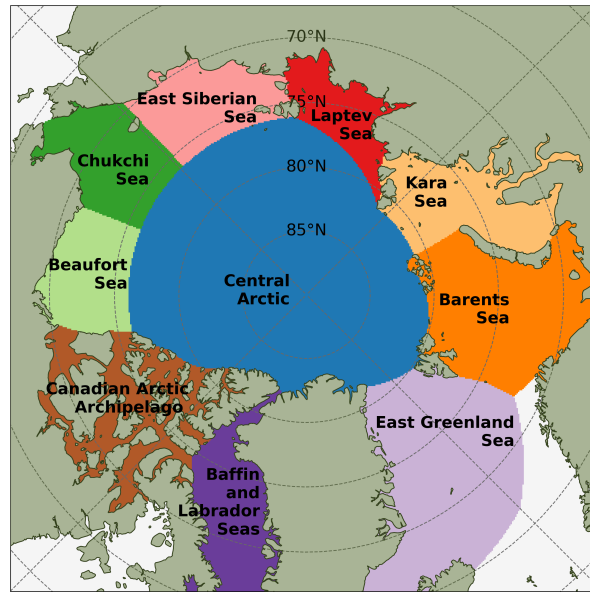 70°N
75°N
East Siberian
Sea
Laptev
Sea
Chukchi
Sea
80°N
Kara
Sea
85°N
Beaufort
Sea
Central
Arctic
Barents
Sea
Canadian Arctic
Archipelago
East Greenland
Sea
Baffin
and
Labrador
Seas